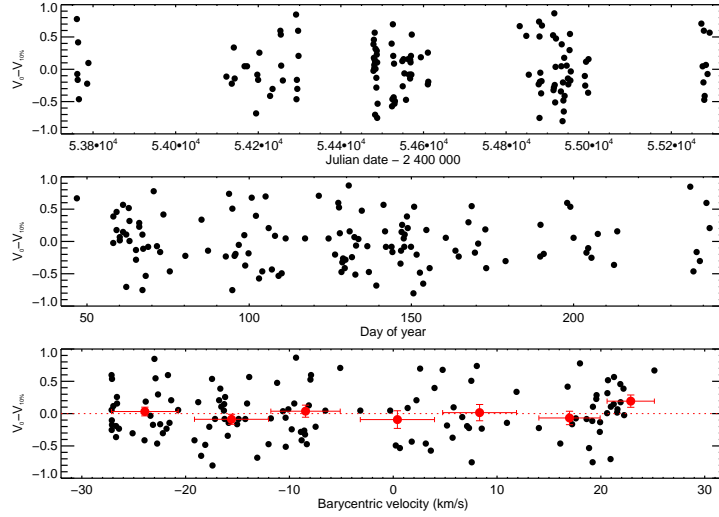 1.0
0.5
0.0
−0.5
−1.0
V₀−V₁₀%
5.38•10⁴ 5.40•10⁴ 5.42•10⁴ 5.44•10⁴ 5.46•10⁴ 5.48•10⁴ 5.50•10⁴ 5.52•10⁴
Julian date − 2 400 000
1.0
0.5
0.0
−0.5
−1.0
V₀−V₁₀%
50 100 150 200
Day of year
1.0
0.5
0.0
−0.5
−1.0
V₀−V₁₀%
−30 −20 −10 0 10 20 30
Barycentric velocity (km/s)